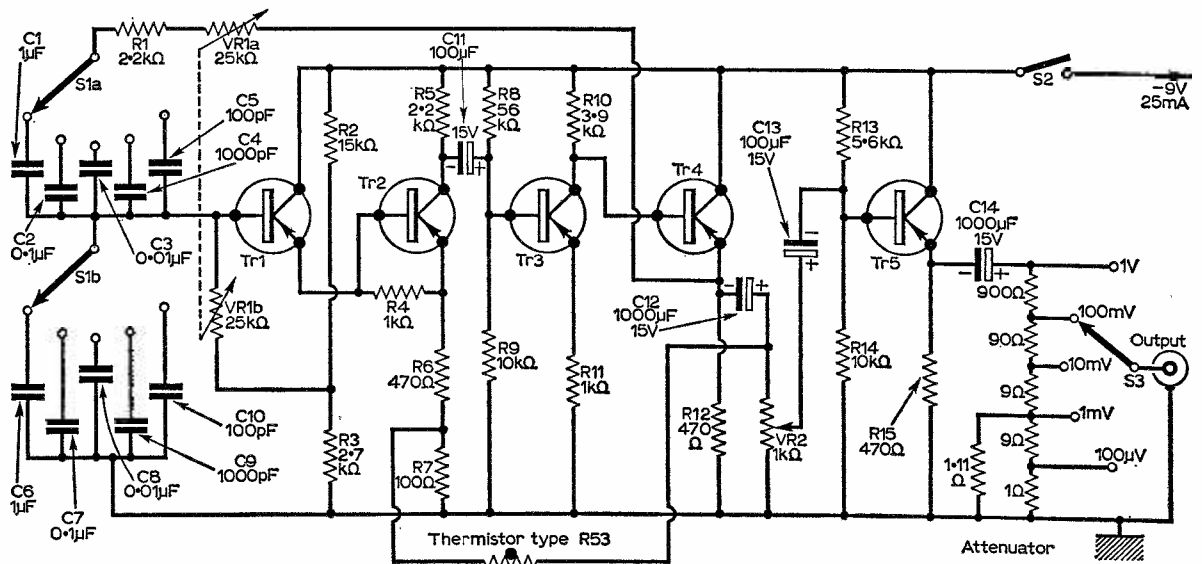 C1
1µF
S1a
R1
2·2kΩ
VR1a
25kΩ
C5
100pF
C4
1000pF
C2
0·1µF
C3
0·01µF
S1b
Tr1
VR1b
25kΩ
R2
15kΩ
R3
2·7
kΩ
Tr2
R4
1kΩ
R5
2·2
kΩ
C11
100µF
15V
- +
R6
470Ω
R7
100Ω
R8
56
kΩ
R9
10kΩ
Tr3
R10
3·9
kΩ
R11
1kΩ
Tr4
C12
1000µF
15V
- +
R12
470
Ω
VR2
1kΩ
C13
100µF
15V
-
+
R13
5·6kΩ
R14
10kΩ
Tr5
R15
470Ω
C14
1000µF
15V
- +
S2
-9V
25mA
1V
900Ω
100mV
90Ω
10mV
9Ω
1mV
9Ω
100µV
1Ω
1·11
Ω
S3
Output
C6
1µF
C7
0·1µF
C8
0·01µF
C9
1000pF
C10
100pF
Thermistor type R53
Attenuator